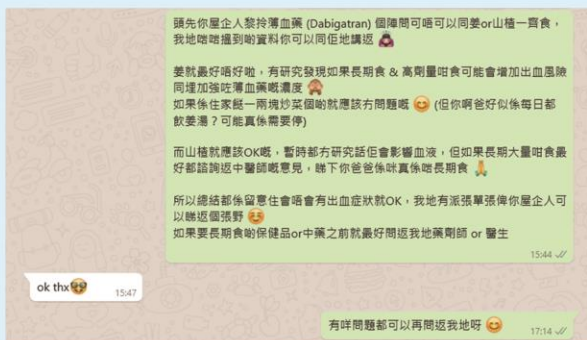 頭先你屋企人黎拎薄血藥 (Dabigatran) 個陣問可唔可以同姜or山楂一齊食,
我地啱啱搵到啲資料你可以同佢地講返
姜就最好唔好啦,有研究發現如果長期食 & 高劑量咁食可能會增加出血風險
同埋加強咗薄血藥嘅濃度
如果係住家餸一兩塊炒菜個啲就應該冇問題嘅 😊 (但你啊爸好似係每日都
飲姜湯?可能真係需要停)
而山楂就應該OK嘅,暫時都冇研究話佢會影響血液,但如果長期大量咁食最
好都諮詢返中醫師嘅意見,睇下你爸爸係咪真係啱長期食 🙏
所以總結都係留意住會唔會有出血症狀就OK,我地有派張單張俾你屋企人可
以睇返個張野 😊
如果要長期食啲保健品or中藥之前就最好問返我地藥劑師 or 醫生
15:44
ok thx
15:47
有咩問題都可以再問返我地呀 😊
17:14